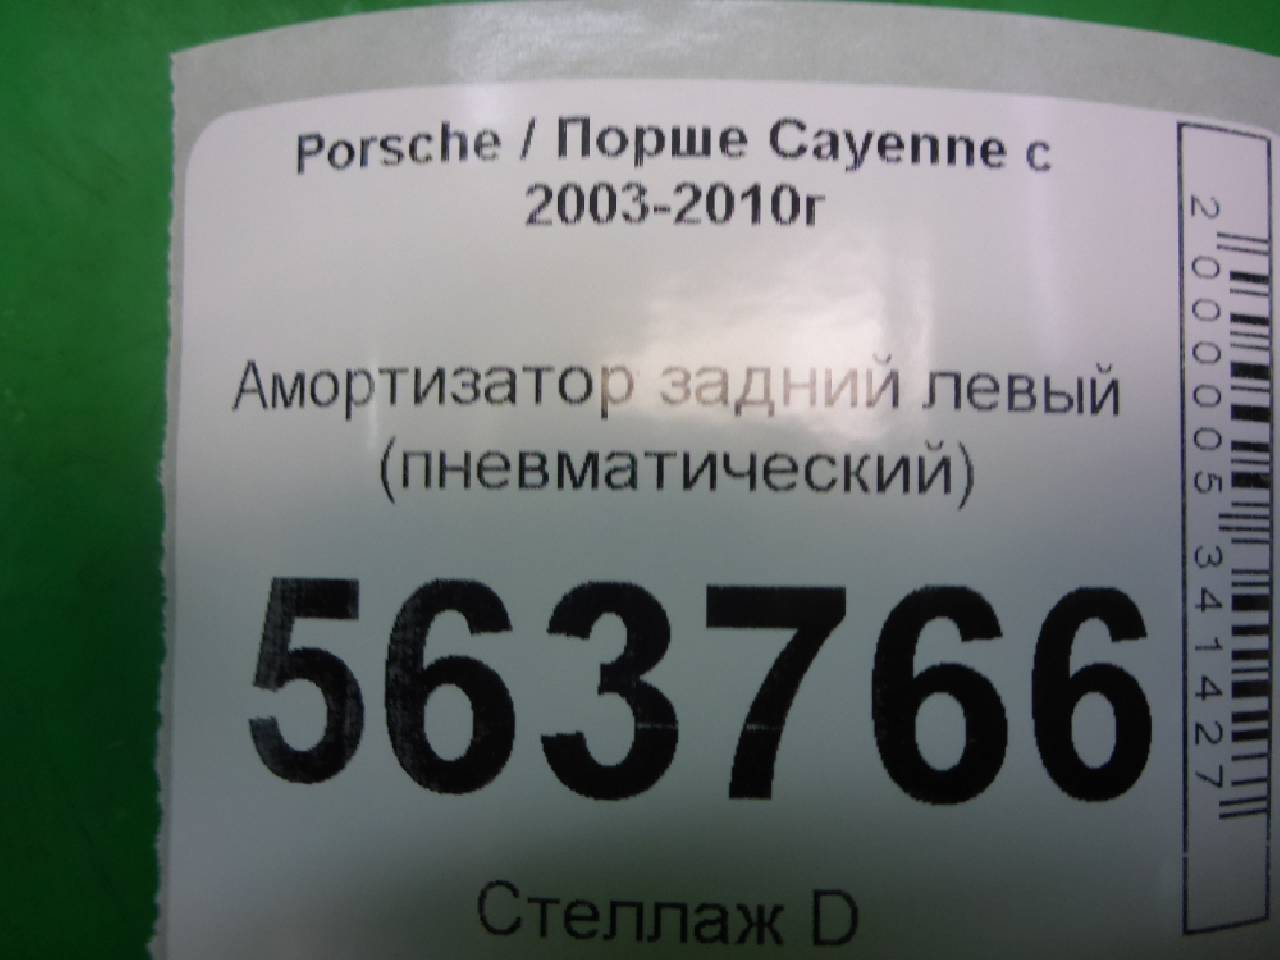 Porsche / Порше Cayenne с
2003-2010г
Амортизатор задний левый
(пневматический)
563766
Стеллаж D
2000005341427